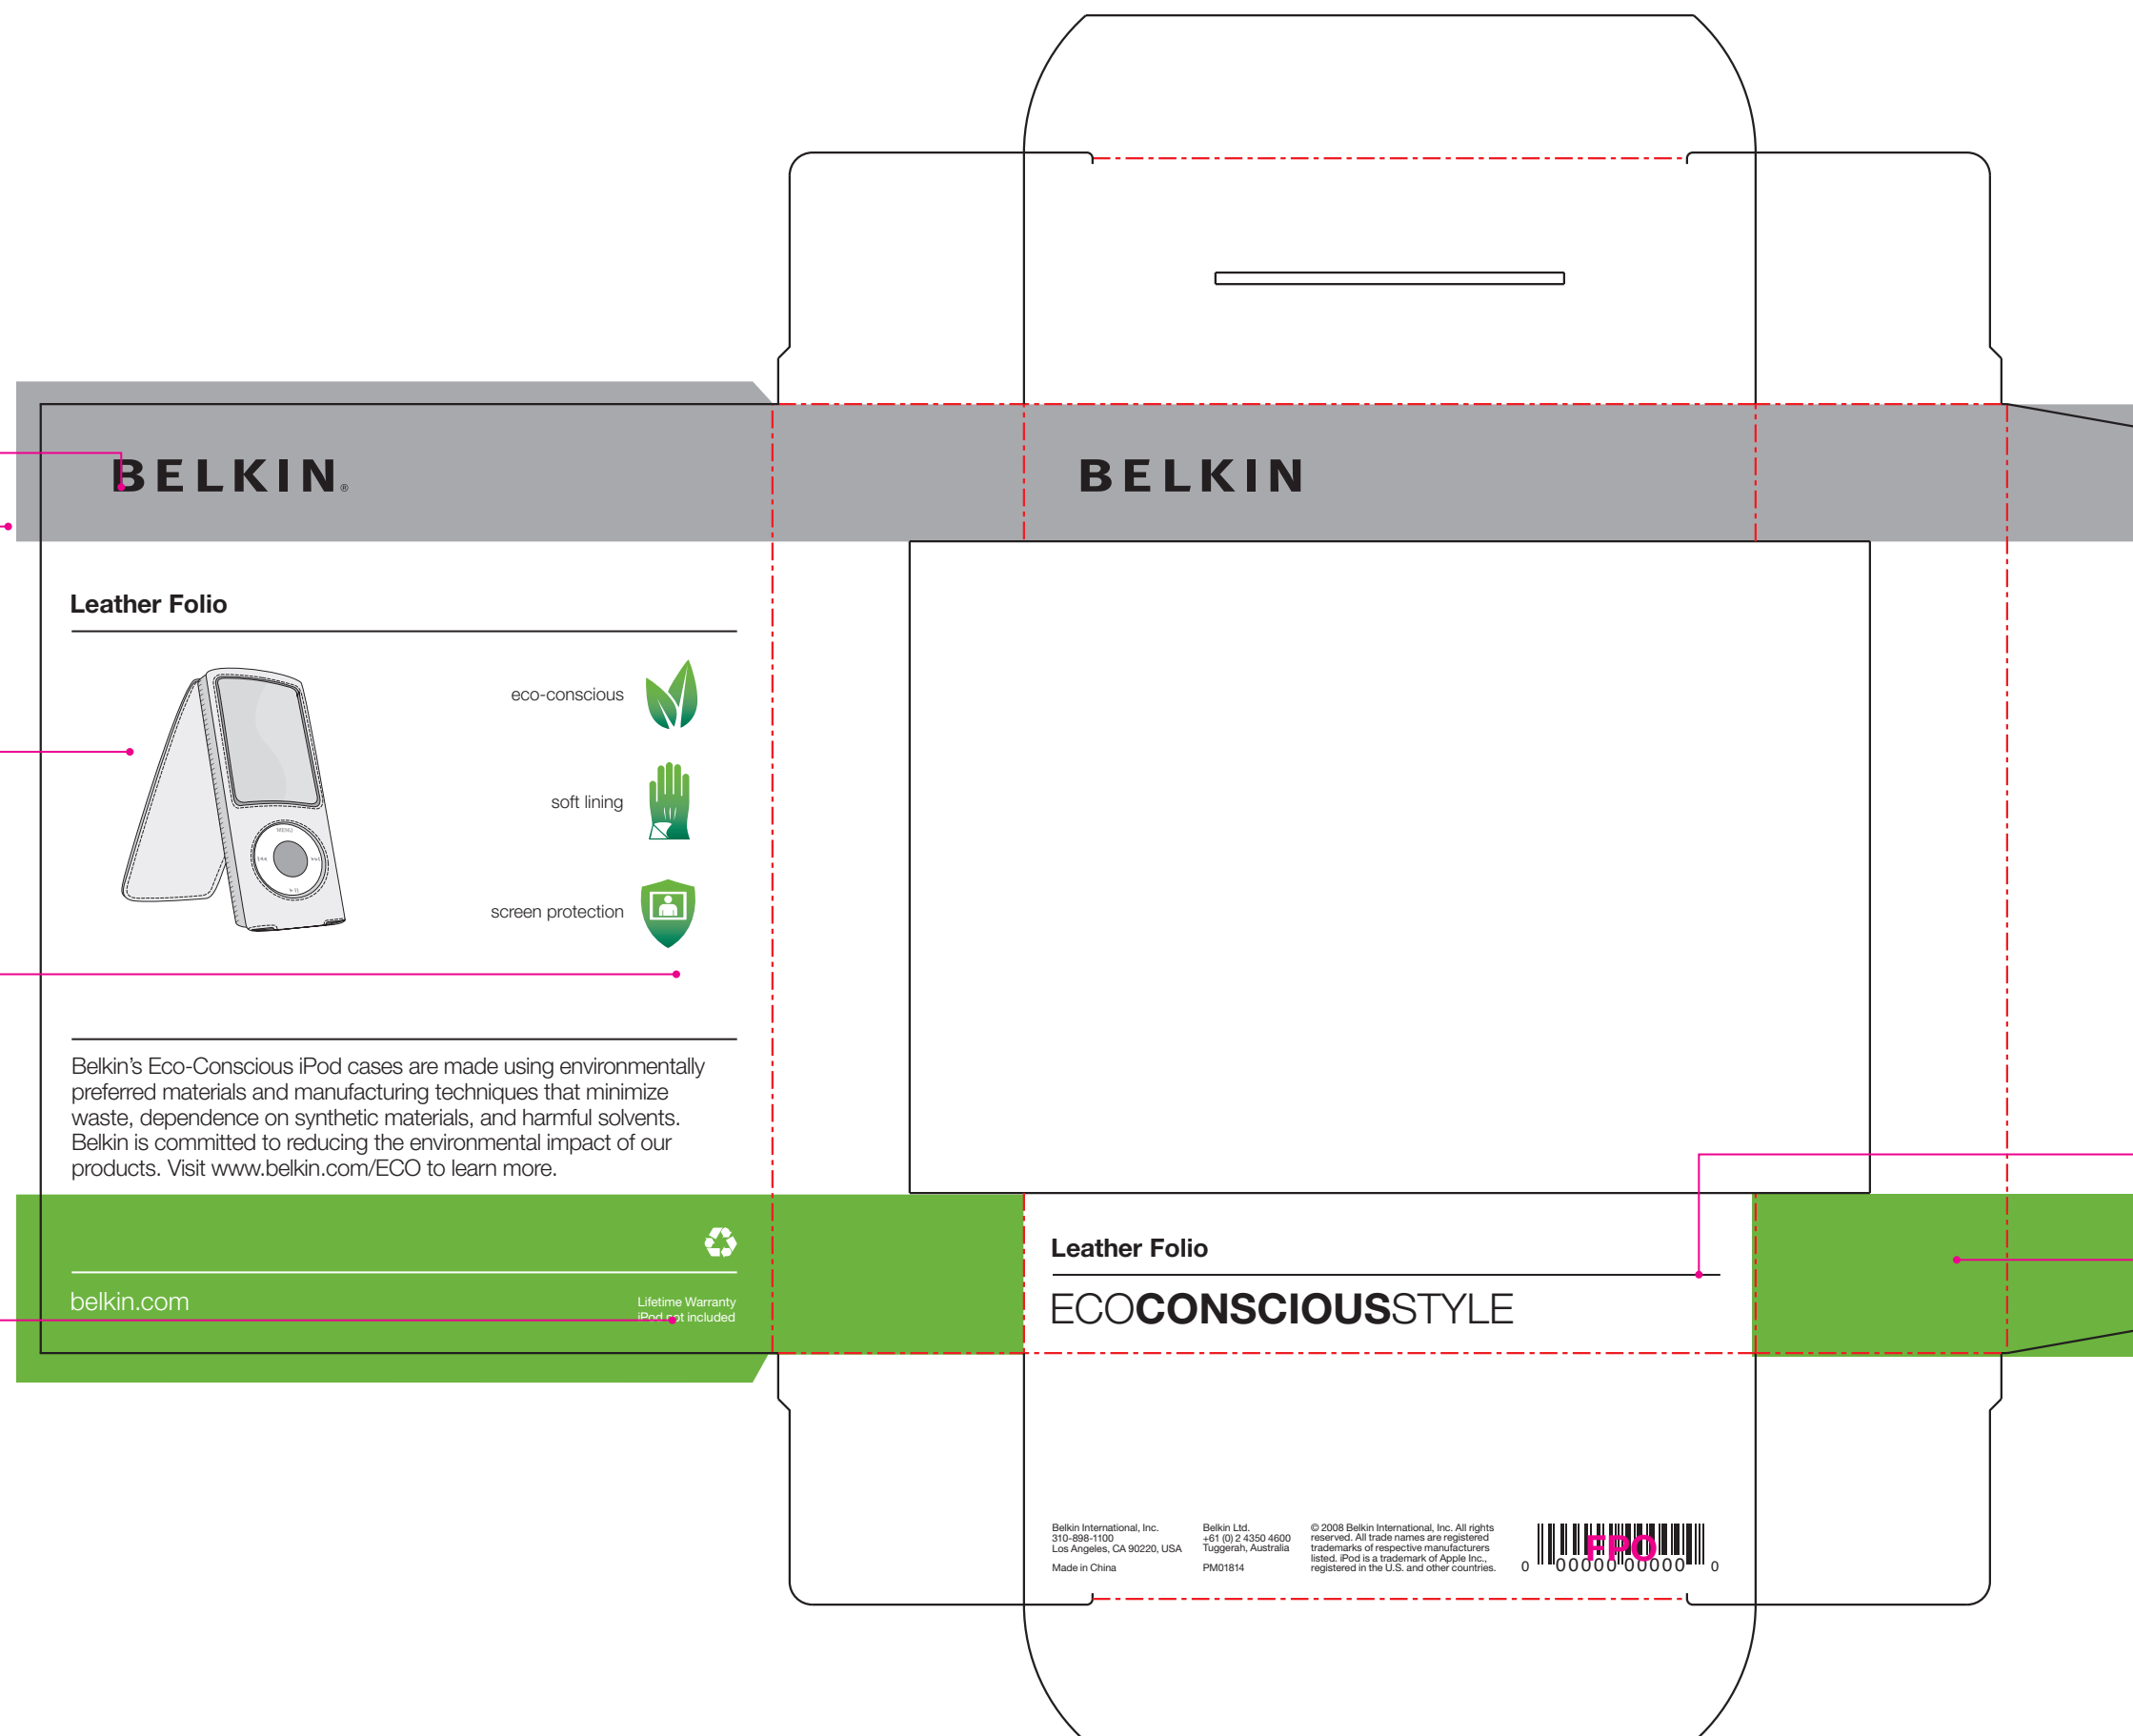 BELKIN®
BELKIN
Leather Folio
MENU
eco-conscious
soft lining
screen protection
Belkin’s Eco-Conscious iPod cases are made using environmentally
preferred materials and manufacturing techniques that minimize
waste, dependence on synthetic materials, and harmful solvents.
Belkin is committed to reducing the environmental impact of our
products. Visit www.belkin.com/ECO to learn more.
belkin.com
Lifetime Warranty
iPod not included
Leather Folio
ECOCONSCIOUSSTYLE
Belkin International, Inc.
310-898-1100
Los Angeles, CA 90220, USA
Made in China
Belkin Ltd.
+61 (0) 2 4350 4600
Tuggerah, Australia
PM01814
© 2008 Belkin International, Inc. All rights
reserved. All trade names are registered
trademarks of respective manufacturers
listed. iPod is a trademark of Apple Inc.,
registered in the U.S. and other countries.
FPO
0 00000 00000 0